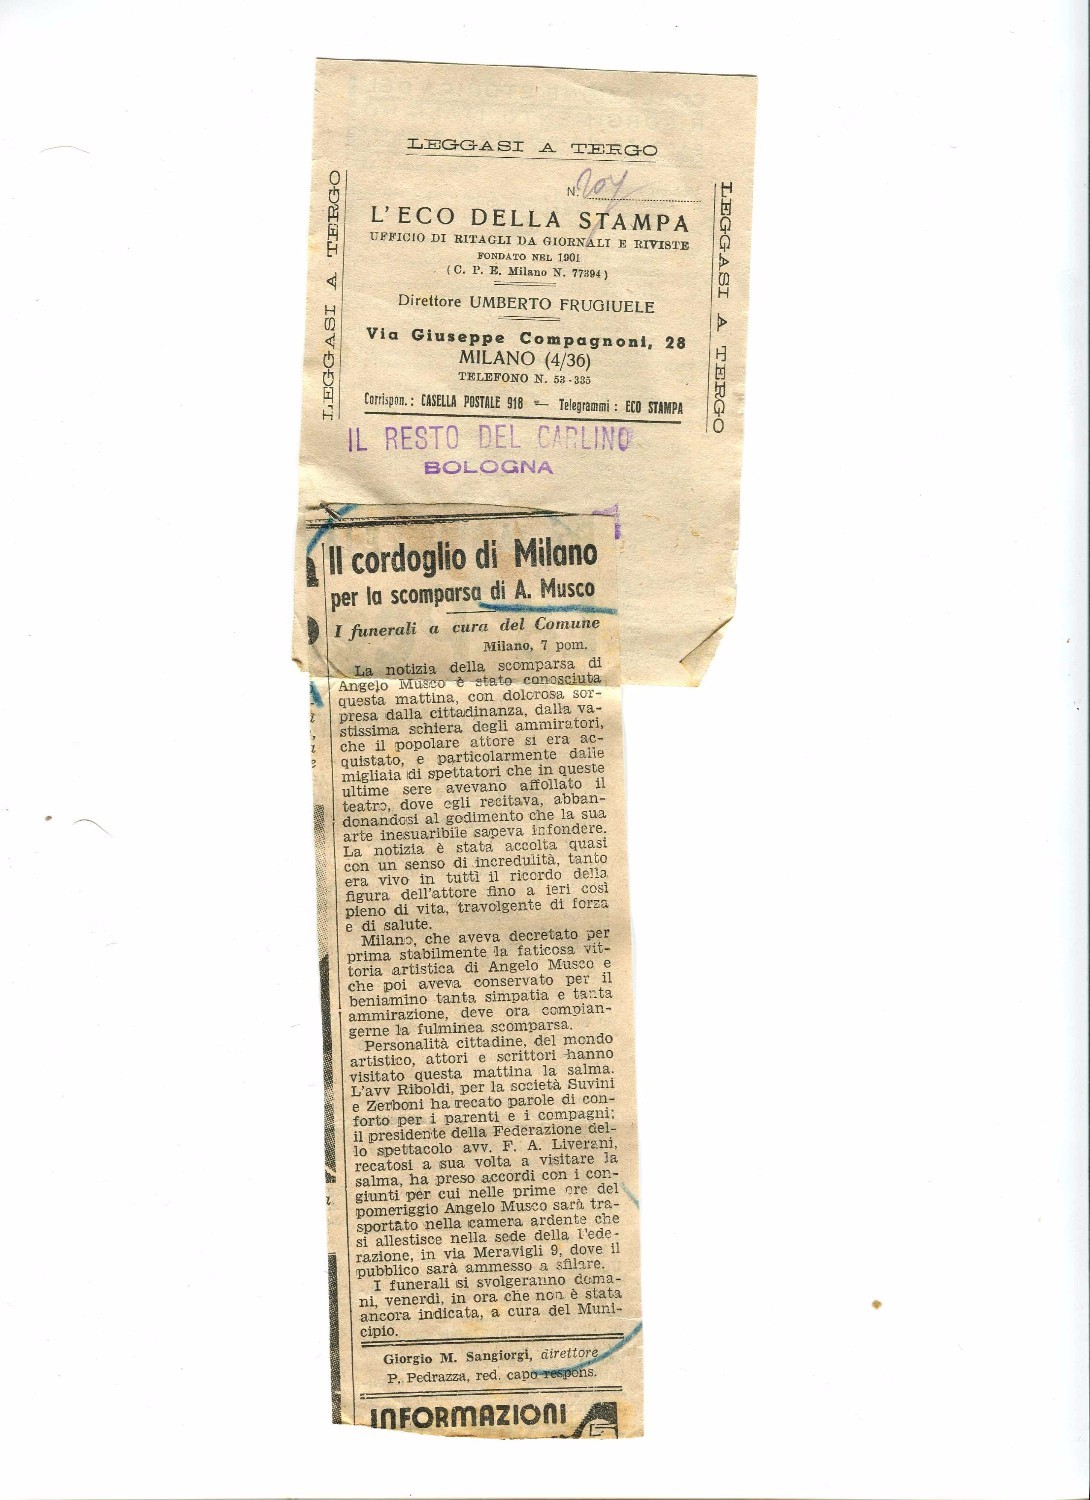 LEGGASI A TERGO
LEGGASI A TERGO
LEGGASI A TERGO
N. 207
L'ECO DELLA STAMPA
UFFICIO DI RITAGLI DA GIORNALI E RIVISTE
FONDATO NEL 1901
(C. P. E. Milano N. 77394)
Direttore UMBERTO FRUGIUELE
Via Giuseppe Compagnoni, 28
MILANO (4/36)
TELEFONO N. 53-335
Corrispon.: CASELLA POSTALE 918 — Telegrammi: ECO STAMPA
IL RESTO DEL CARLINO
BOLOGNA
Il cordoglio di Milano
per la scomparsa di A. Musco
I funerali a cura del Comune
Milano, 7 pom.
La notizia della scomparsa di
Angelo Musco è stato conosciuta
questa mattina, con dolorosa sor-
presa dalla cittadinanza, dalla va-
stissima schiera degli ammiratori,
che il popolare attore si era ac-
quistato, e particolarmente dalle
migliaia di spettatori che in queste
ultime sere avevano affollato il
teatro, dove egli recitava, abban-
donandosi al godimento che la sua
arte inesuaribile sapeva infondere.
La notizia è stata accolta quasi
con un senso di incredulità, tanto
era vivo in tutti il ricordo della
figura dell'attore fino a ieri così
pieno di vita, travolgente di forza
e di salute.
Milano, che aveva decretato per
prima stabilmente la faticosa vit-
toria artistica di Angelo Musco e
che poi aveva conservato per il
beniamino tanta simpatia e tanta
ammirazione, deve ora compian-
gerne la fulminea scomparsa.
Personalità cittadine, del mondo
artistico, attori e scrittori hanno
visitato questa mattina la salma.
L'avv Riboldi, per la società Suvini
e Zerboni ha recato parole di con-
forto per i parenti e i compagni;
il presidente della Federazione del-
lo spettacolo avv. F. A. Liverani,
recatosi a sua volta a visitare la
salma, ha preso accordi con i con-
giunti per cui nelle prime ore del
pomeriggio Angelo Musco sarà tra-
sportato nella camera ardente che
si allestisce nella sede della Fede-
razione, in via Meravigli 9, dove il
pubblico sarà ammesso a sfilare.
I funerali si svolgeranno doma-
ni, venerdì, in ora che non è stata
ancora indicata, a cura del Muni-
cipio.
Giorgio M. Sangiorgi, direttore
P. Pedrazza, red. capo respons.
INFORMAZIONI